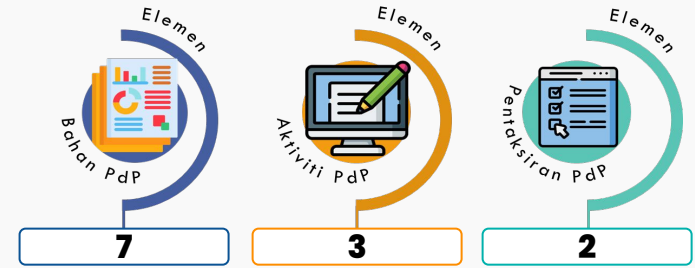 Elemen
Bahan PdP
7
Elemen
Aktiviti PdP
3
Elemen
Pentaksiran PdP
2